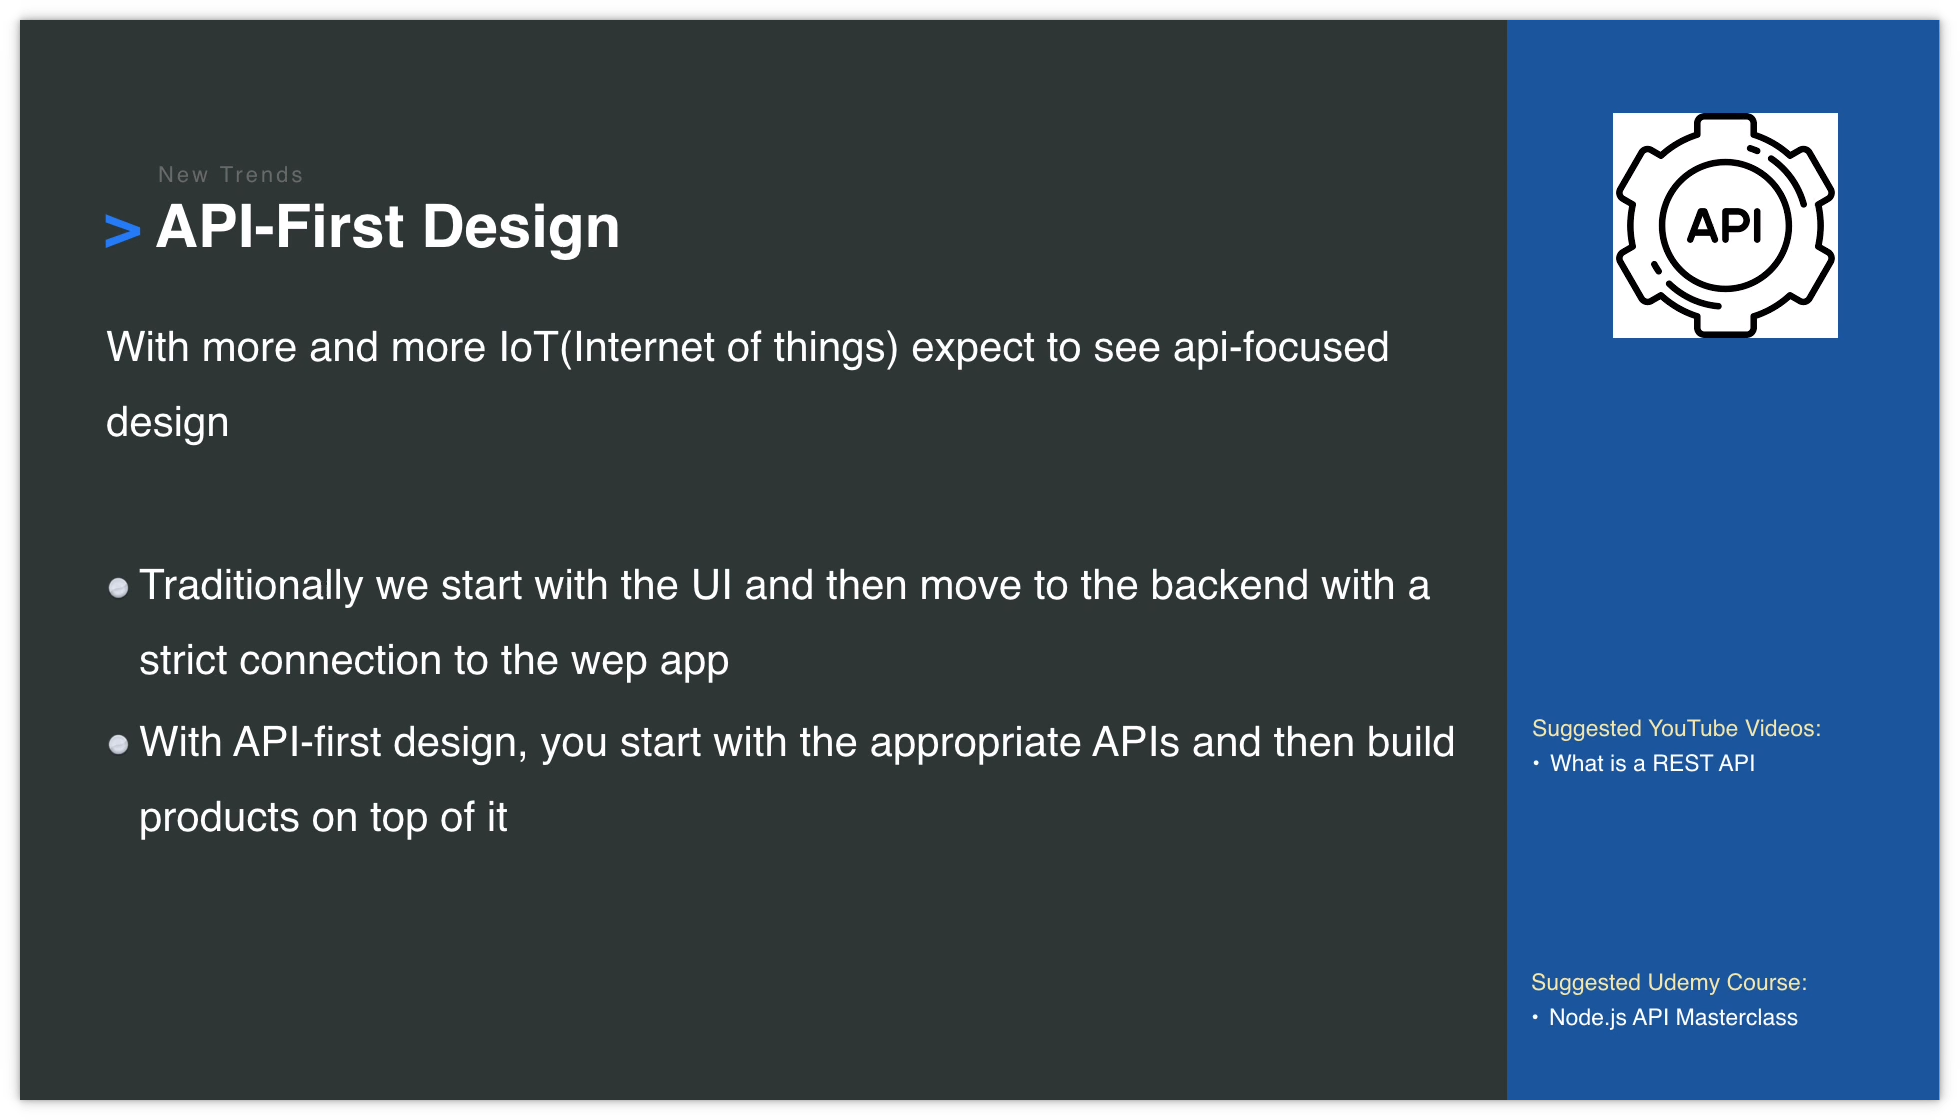 New Trends
> API-First Design
With more and more IoT(Internet of things) expect to see api-focused
design
Traditionally we start with the UI and then move to the backend with a
strict connection to the wep app
With API-first design, you start with the appropriate APIs and then build
products on top of it
API
Suggested YouTube Videos:
• What is a REST API
Suggested Udemy Course:
• Node.js API Masterclass